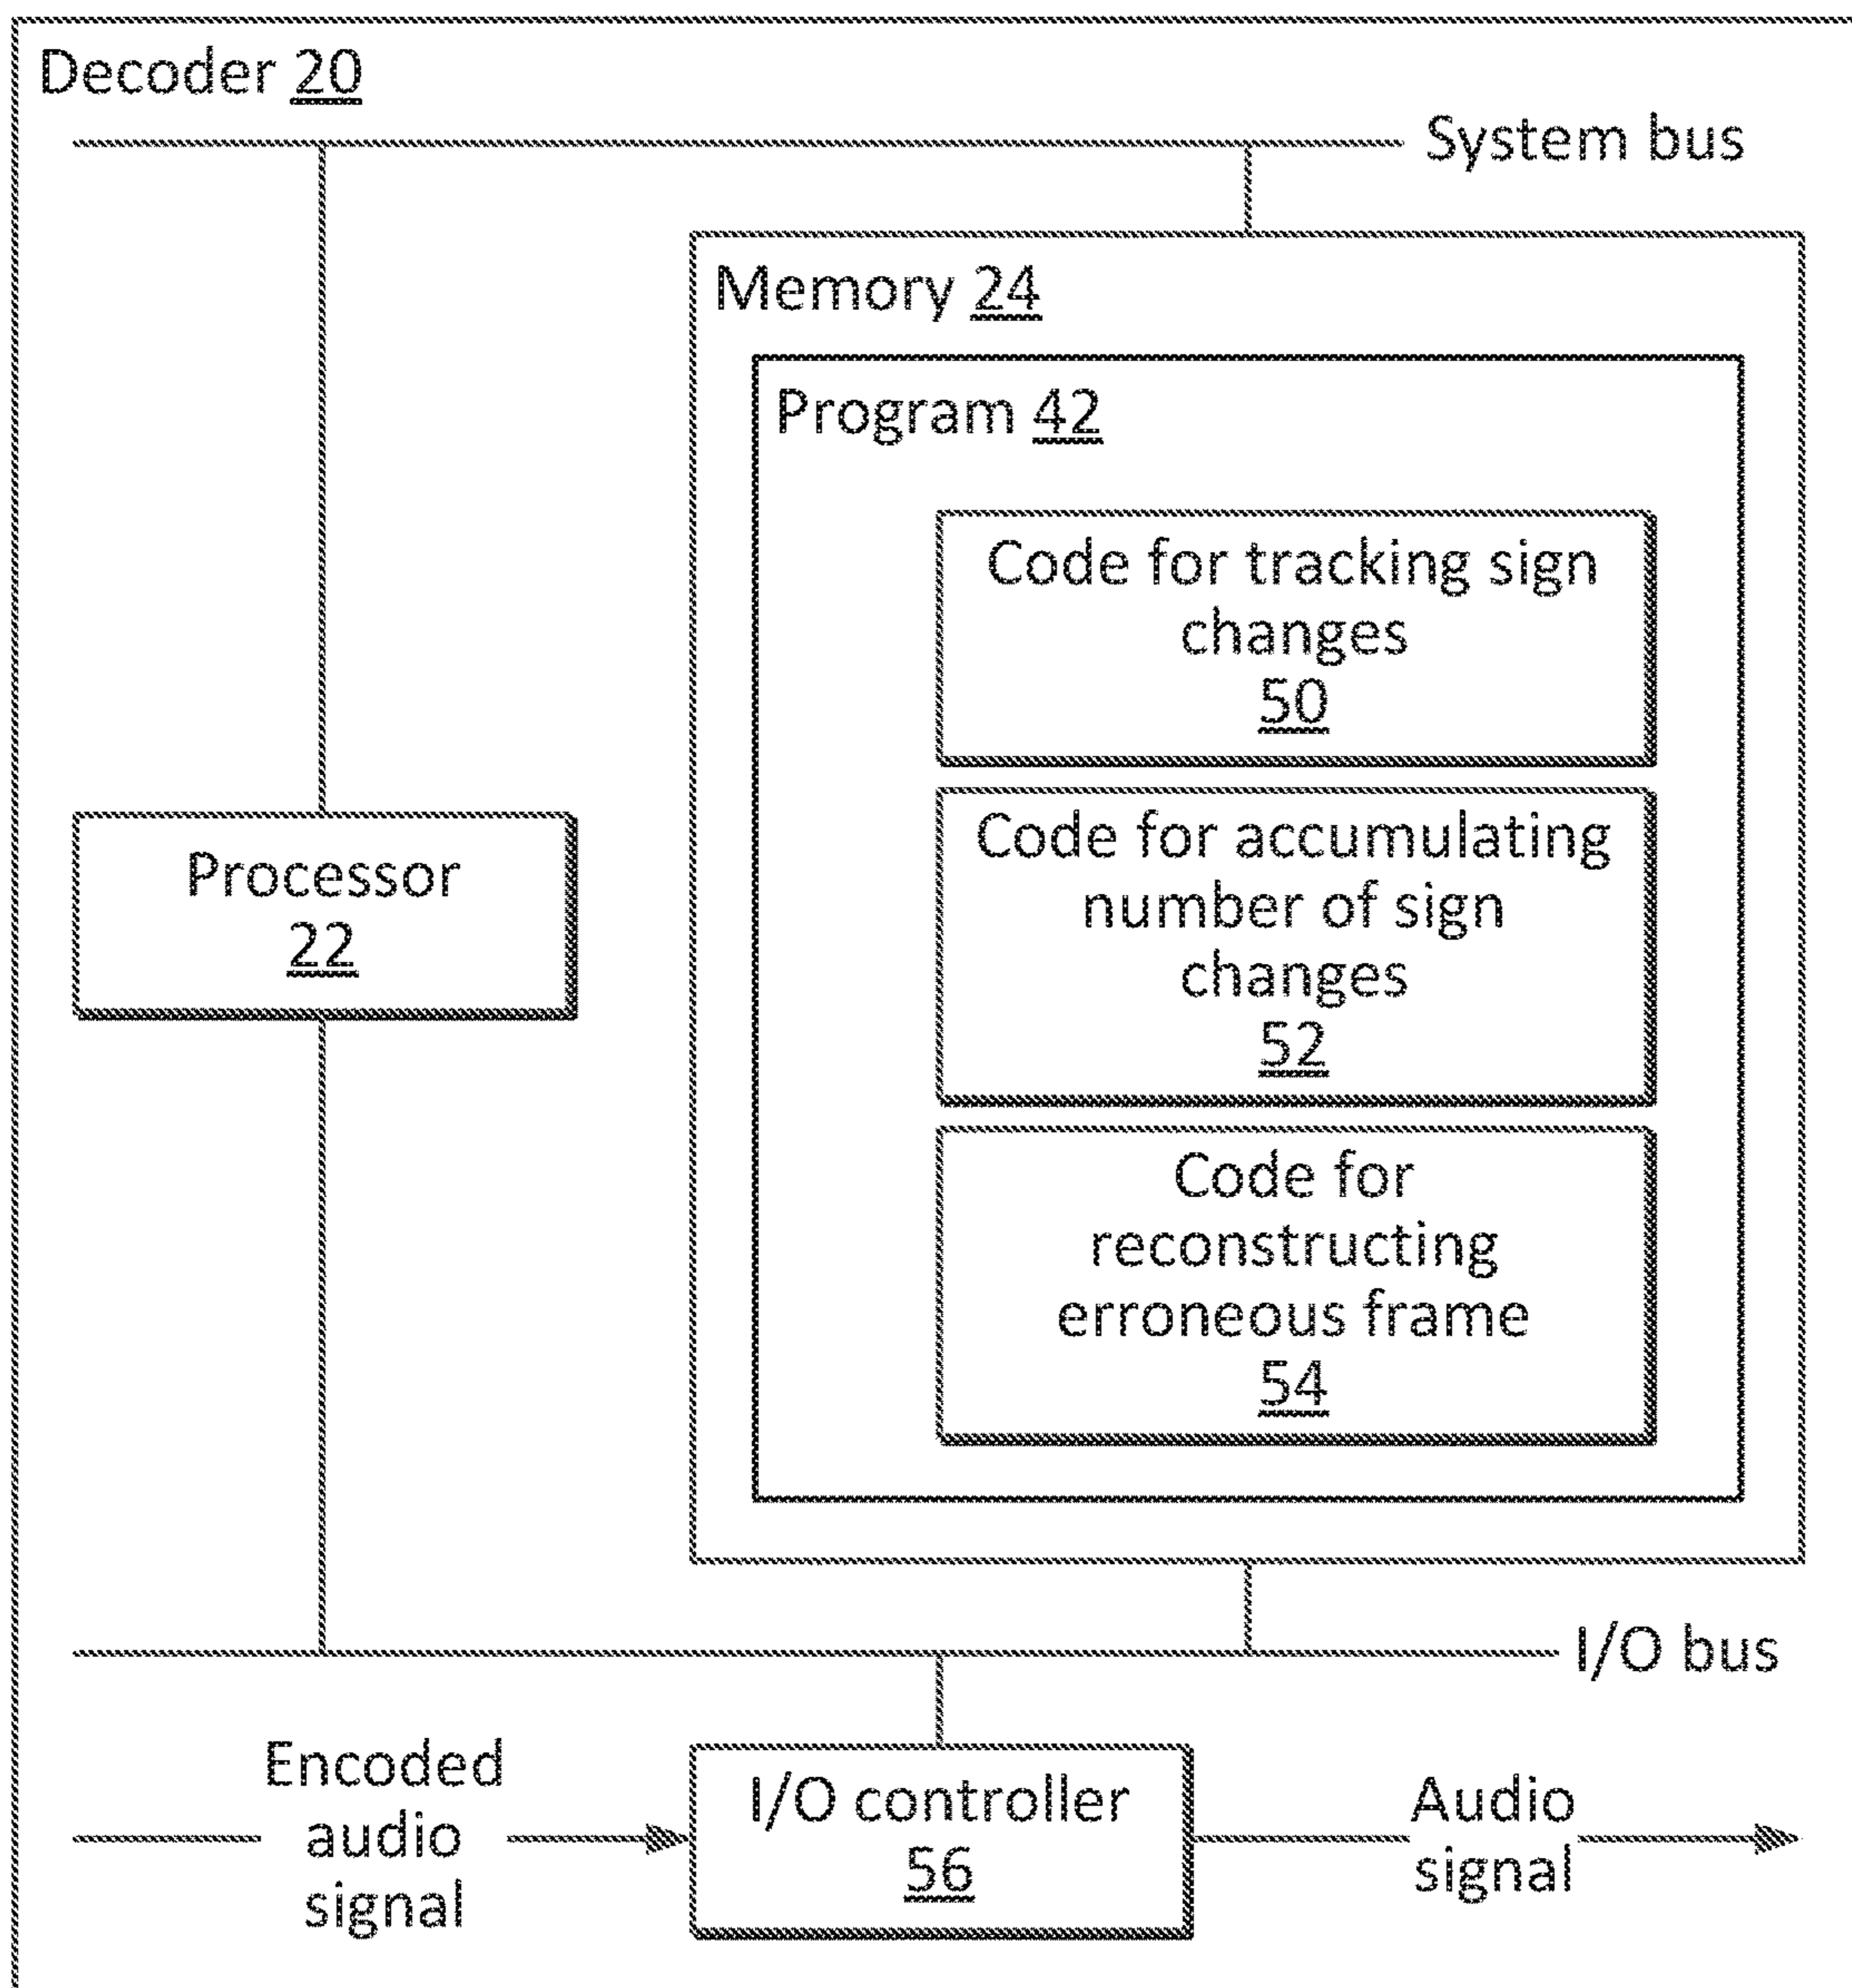 Decoder 20
System bus
Memory 24
Program 42
Code for tracking sign
changes
50
Processor
22
Code for accumulating
number of sign
changes
52
Code for
reconstructing
erroneous frame
54
I/O bus
Encoded
audio
signal
I/O controller
56
Audio
signal